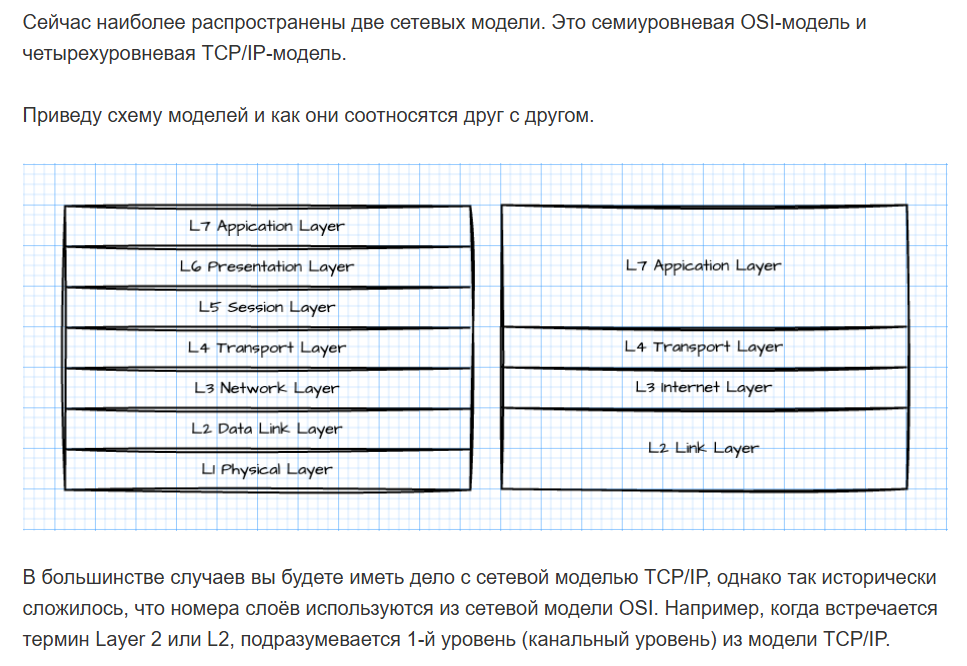 Сейчас наиболее распространены две сетевых модели. Это семиуровневая OSI-модель и
четырехуровневая TCP/IP-модель.
Приведу схему моделей и как они соотносятся друг с другом.
L7 Appication Layer
L6 Presentation Layer
L5 Session Layer
L4 Transport Layer
L3 Network Layer
L2 Data Link Layer
L1 Physical Layer
L7 Appication Layer
L4 Transport Layer
L3 Internet Layer
L2 Link Layer
В большинстве случаев вы будете иметь дело с сетевой моделью TCP/IP, однако так исторически
сложилось, что номера слоёв используются из сетевой модели OSI. Например, когда встречается
термин Layer 2 или L2, подразумевается 1-й уровень (канальный уровень) из модели TCP/IP.